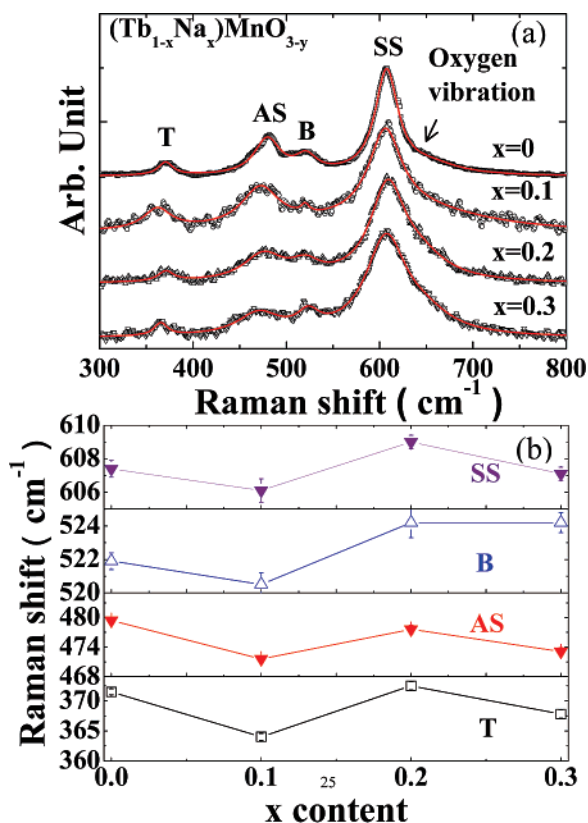 (Tb1-xNax)MnO3-y
(a)
SS
Oxygen
vibration
AS
B
T
x=0
x=0.1
x=0.2
x=0.3
Arb. Unit
300 400 500 600 700 800
Raman shift ( cm-1)
(b)
610
608
606
SS
524
522
520
B
480
474
468
AS
370
365
360
T
Raman shift ( cm-1)
0.0 0.1 25 0.2 0.3
x content